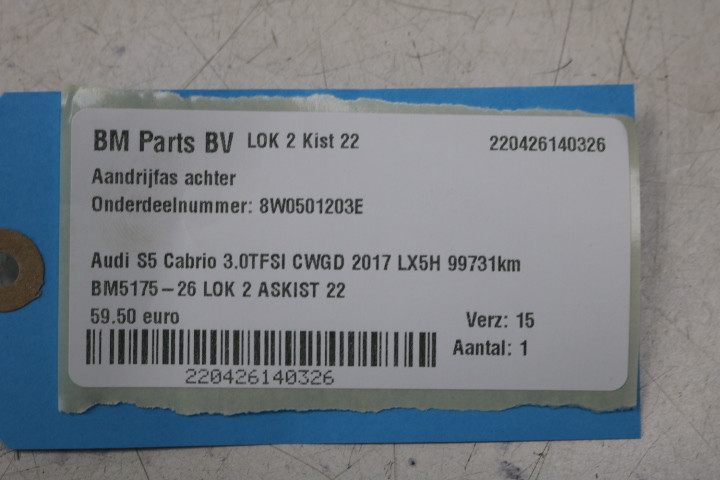 BM Parts BV LOK 2 Kist 22 220426140326
Aandrijfas achter
Onderdeelnummer: 8W0501203E
Audi S5 Cabrio 3.0TFSI CWGD 2017 LX5H 99731km
BM5175-26 LOK 2 ASKIST 22
59.50 euro Verz: 15
Aantal: 1
220426140326